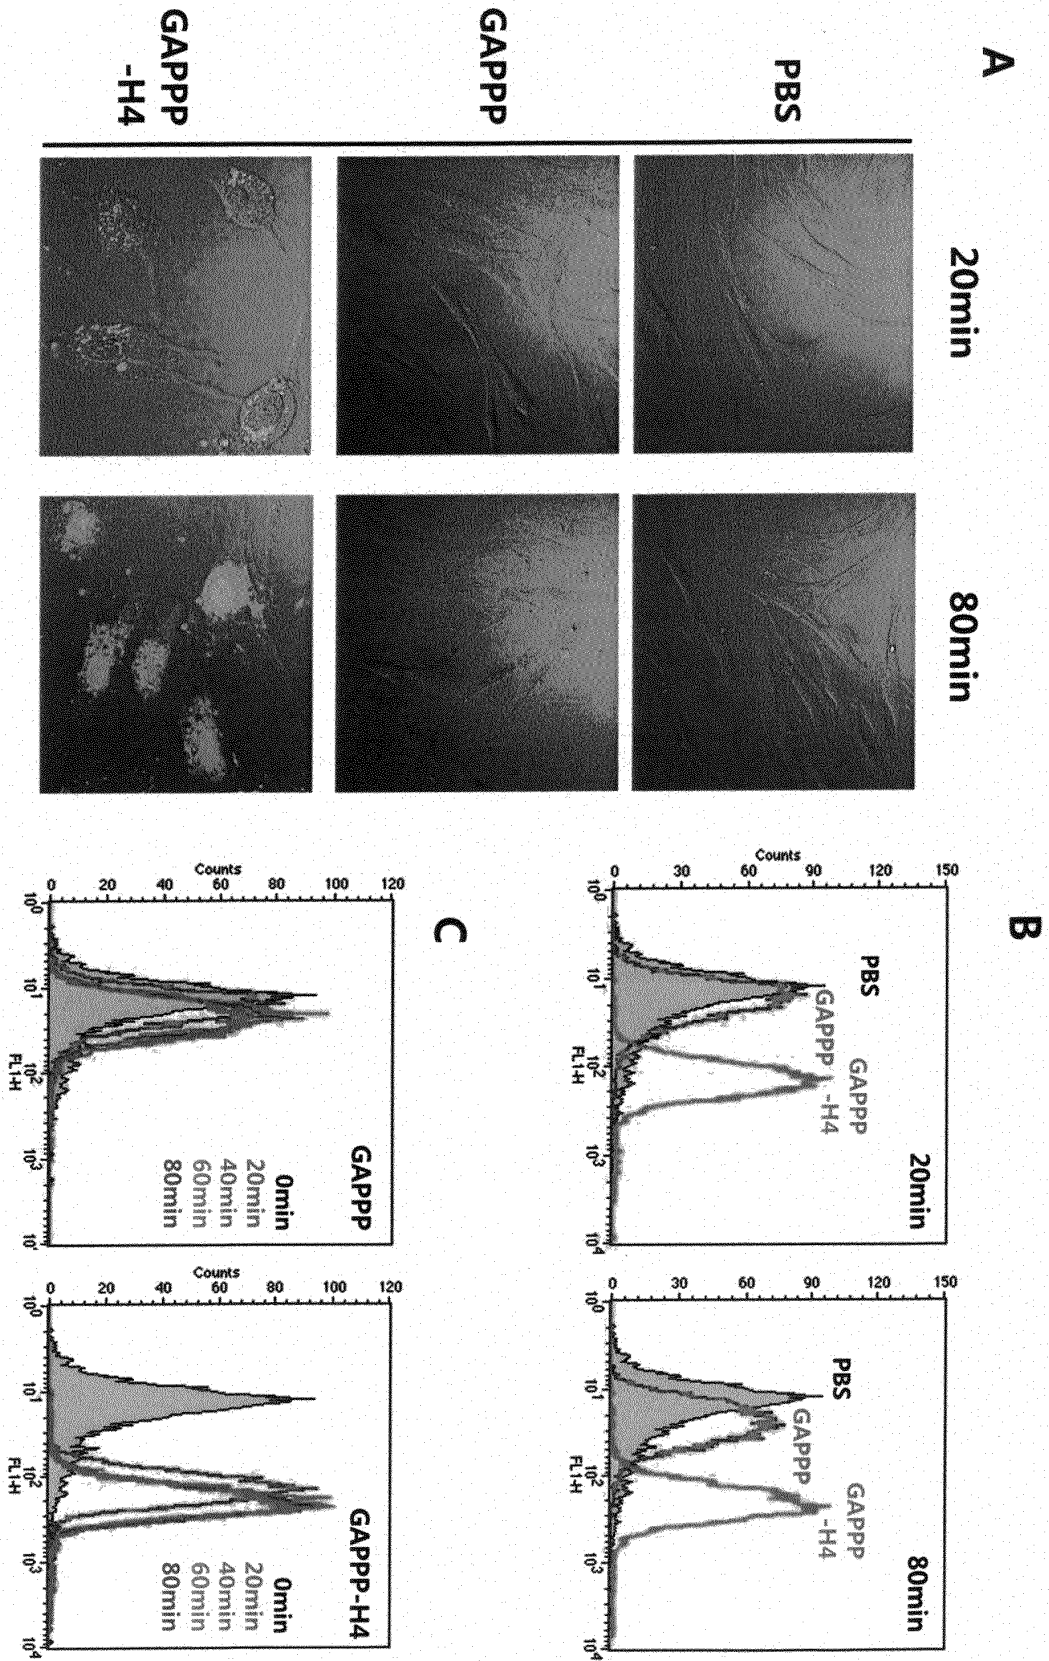 A
20min
80min
PBS
GAPPP
GAPPP
-H4
B
20min
150
120
90
60
30
0
Counts
PBS
GAPPP
GAPPP
-H4
10^0
10^1
10^2
10^3
10^4
FL1-H
80min
150
120
90
60
30
0
PBS
GAPPP
GAPPP
-H4
10^0
10^1
10^2
10^3
10^4
FL1-H
C
GAPPP
120
100
80
60
40
20
0
Counts
0min
20min
40min
60min
80min
10^0
10^1
10^2
10^3
FL1-H
GAPPP-H4
120
100
80
60
40
20
0
Counts
0min
20min
40min
60min
80min
10^0
10^1
10^2
10^3
10^4
FL1-H